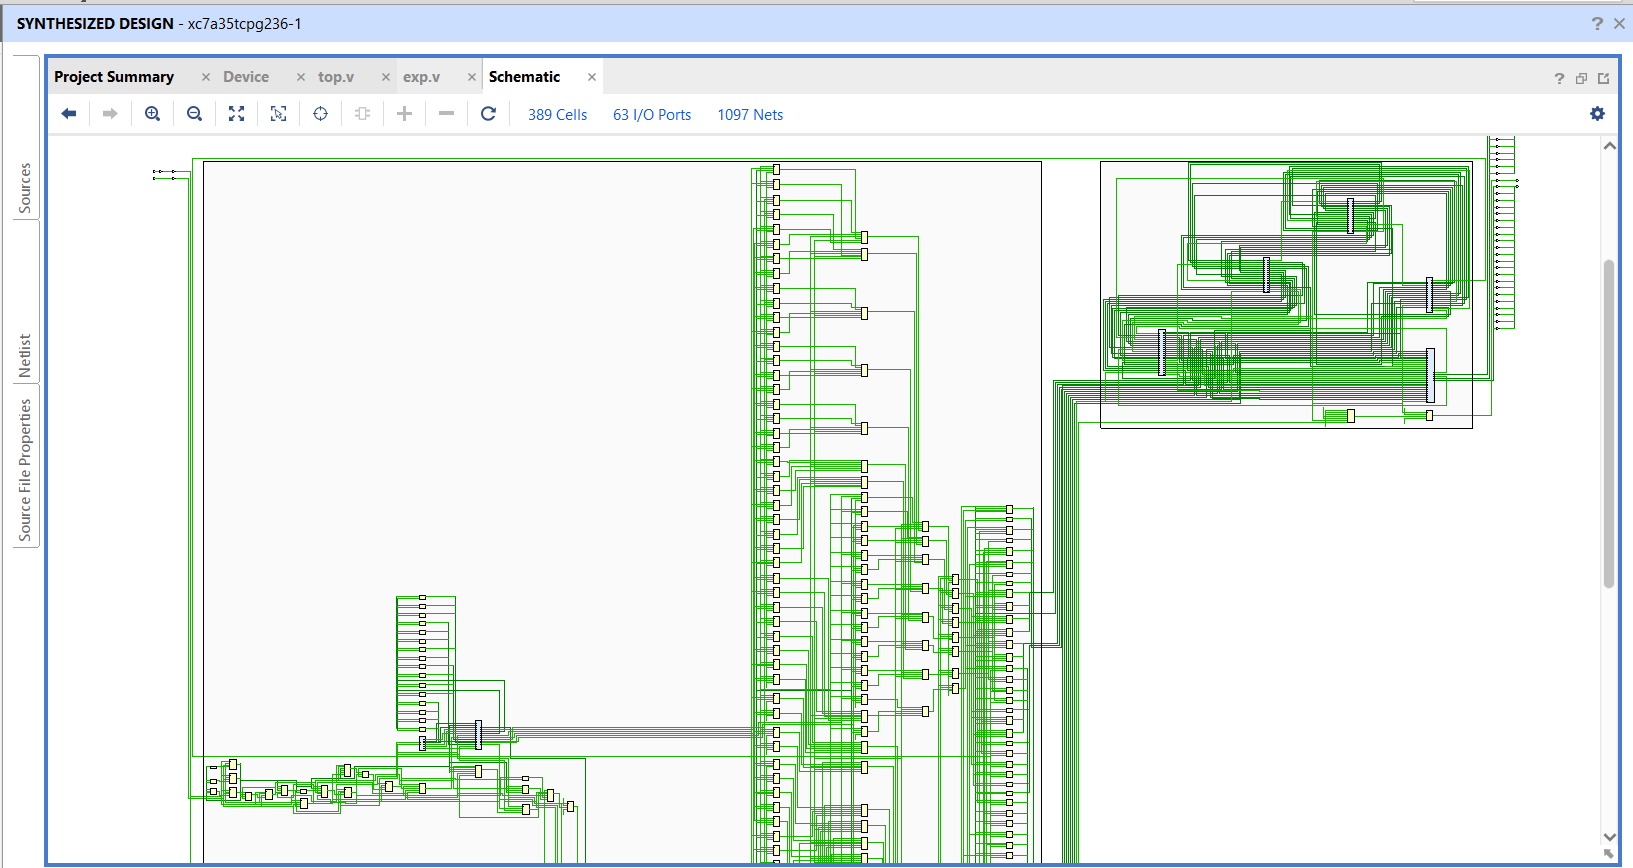 SYNTHESIZED DESIGN - xc7a35tcpg236-1
Project Summary
Device
top.v
exp.v
Schematic
389 Cells
63 I/O Ports
1097 Nets
Sources
Netlist
Source File Properties